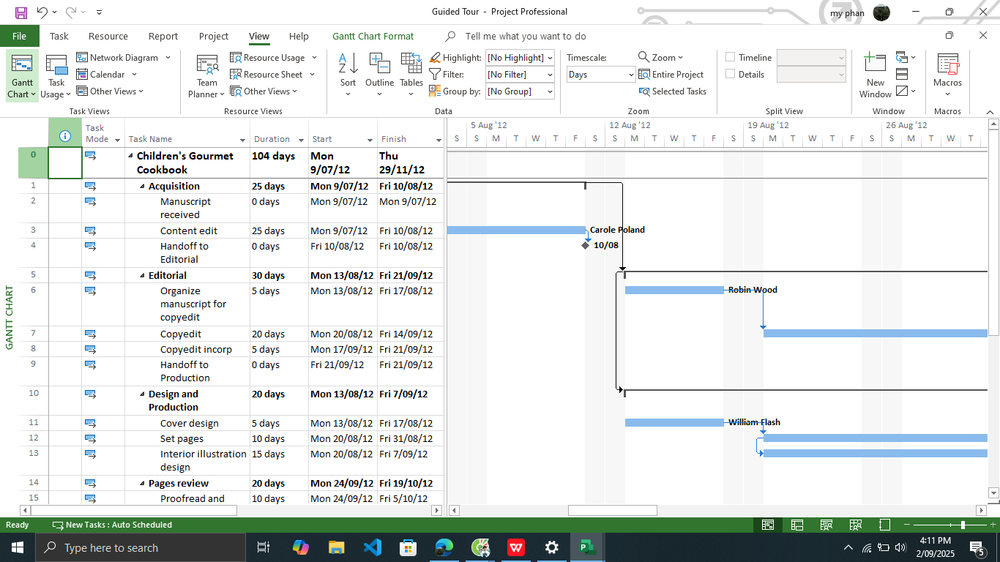 Guided Tour - Project Professional
my phan
File Task Resource Report Project View Help Gantt Chart Format Tell me what you want to do
Gantt Chart
Task Usage
Network Diagram
Calendar
Other Views
Task Views
Team Planner
Resource Usage
Resource Sheet
Other Views
Resource Views
A
Z
Sort
Outline
Tables
Highlight: [No Highlight]
Filter: [No Filter]
Group by: [No Group]
Data
Timescale:
Days
Zoom
Entire Project
Selected Tasks
Zoom
Timeline
Details
Split View
New Window
Window
Macros
Macros
Task Mode Task Name Duration Start Finish
5 Aug '12 12 Aug '12 19 Aug '12 26 Aug '12
S S M T W T F S S M T W T F S S M T W T F S S M T W T
0 Children's Gourmet Cookbook 104 days Mon 9/07/12 Thu 29/11/12
1 Acquisition 25 days Mon 9/07/12 Fri 10/08/12
2 Manuscript received 0 days Mon 9/07/12 Mon 9/07/12
3 Content edit 25 days Mon 9/07/12 Fri 10/08/12 Carole Poland
4 Handoff to Editorial 0 days Fri 10/08/12 Fri 10/08/12 10/08
5 Editorial 30 days Mon 13/08/12 Fri 21/09/12
6 Organize manuscript for copyedit 5 days Mon 13/08/12 Fri 17/08/12 Robin Wood
7 Copyedit 20 days Mon 20/08/12 Fri 14/09/12
8 Copyedit incorp 5 days Mon 17/09/12 Fri 21/09/12
9 Handoff to Production 0 days Fri 21/09/12 Fri 21/09/12
10 Design and Production 20 days Mon 13/08/12 Fri 7/09/12
11 Cover design 5 days Mon 13/08/12 Fri 17/08/12 William Flash
12 Set pages 10 days Mon 20/08/12 Fri 31/08/12
13 Interior illustration design 15 days Mon 20/08/12 Fri 7/09/12
14 Pages review 20 days Mon 24/09/12 Fri 19/10/12
15 Proofread and 10 days Mon 24/09/12 Fri 5/10/12
GANTT CHART
Ready New Tasks : Auto Scheduled
Type here to search
4:11 PM
2/09/2025
5